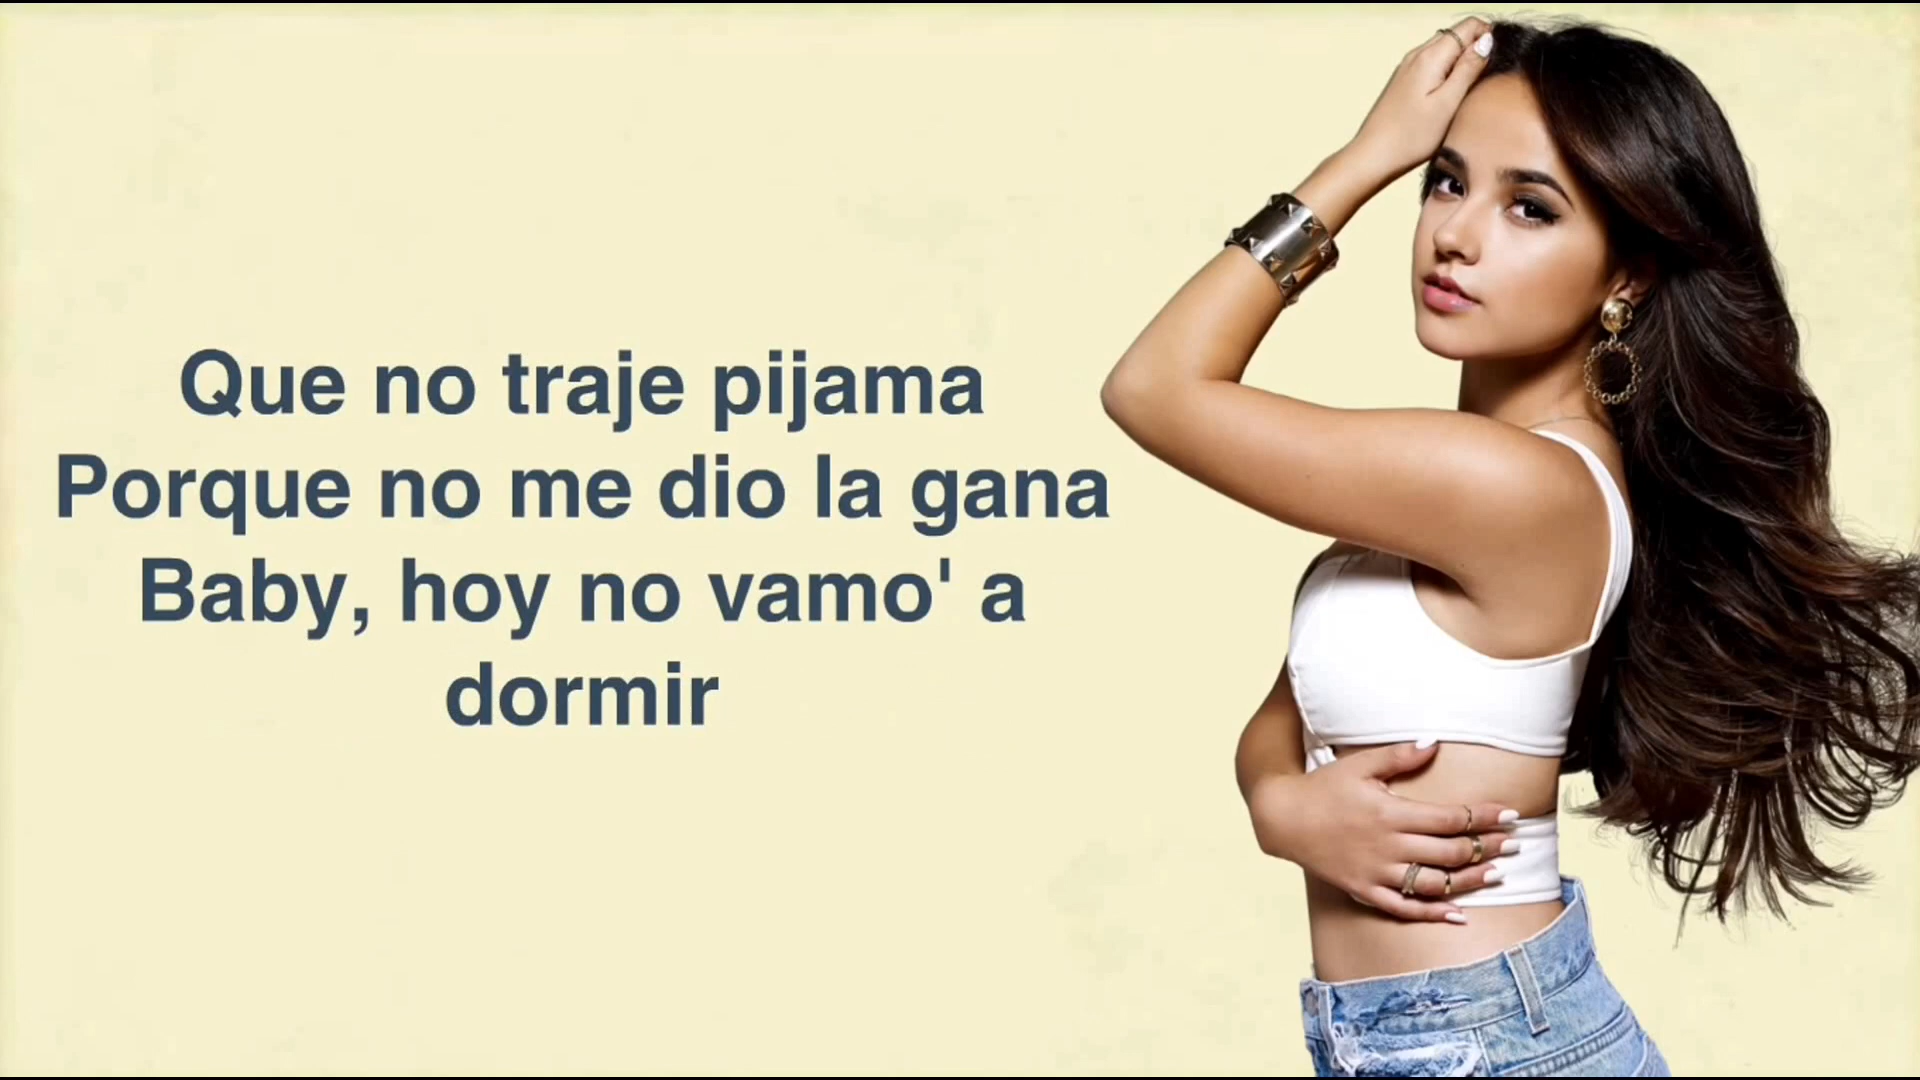 Que no traje pijama
Porque no me dio la gana
Baby, hoy no vamo' a
dormir